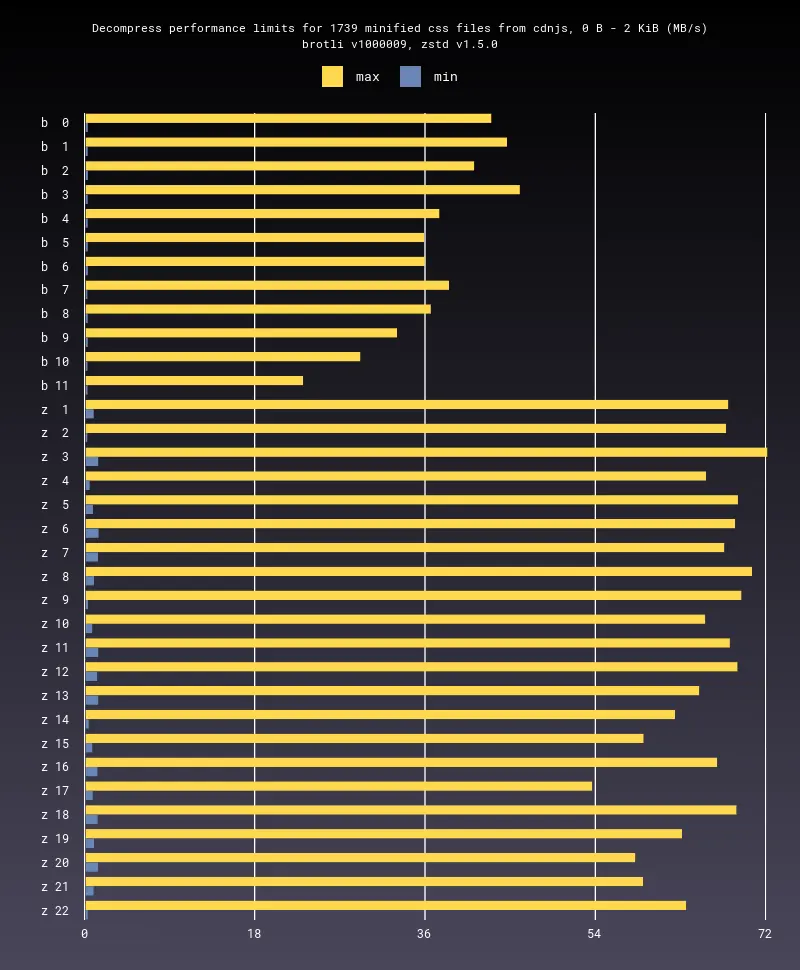 Decompress performance limits for 1739 minified css files from cdnjs, 0 B - 2 KiB (MB/s)
brotli v1000009, zstd v1.5.0
max min
b 0
b 1
b 2
b 3
b 4
b 5
b 6
b 7
b 8
b 9
b 10
b 11
z 1
z 2
z 3
z 4
z 5
z 6
z 7
z 8
z 9
z 10
z 11
z 12
z 13
z 14
z 15
z 16
z 17
z 18
z 19
z 20
z 21
z 22
0 18 36 54 72